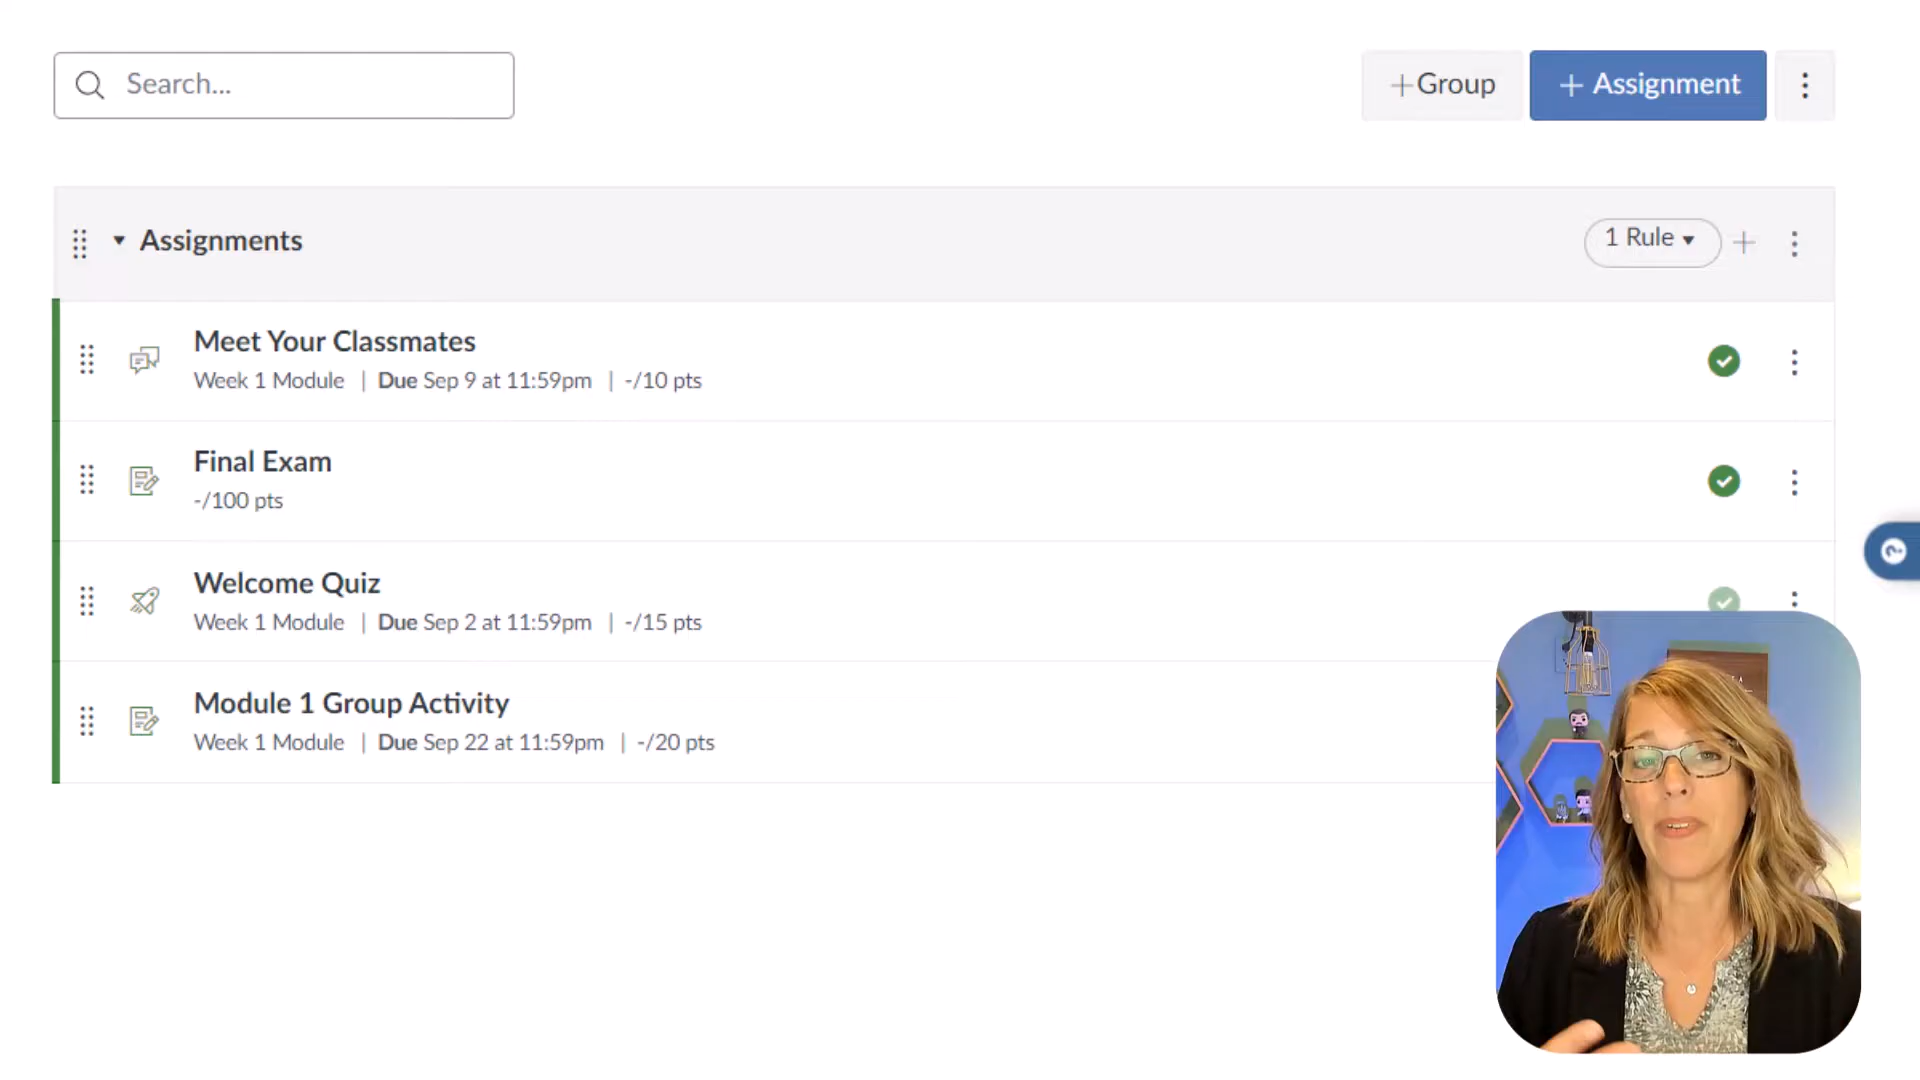 Search...
+Group
+ Assignment
Assignments
1 Rule
Meet Your Classmates
Week 1 Module | Due Sep 9 at 11:59pm | -/10 pts
Final Exam
-/100 pts
Welcome Quiz
Week 1 Module | Due Sep 2 at 11:59pm | -/15 pts
Module 1 Group Activity
Week 1 Module | Due Sep 22 at 11:59pm | -/20 pts